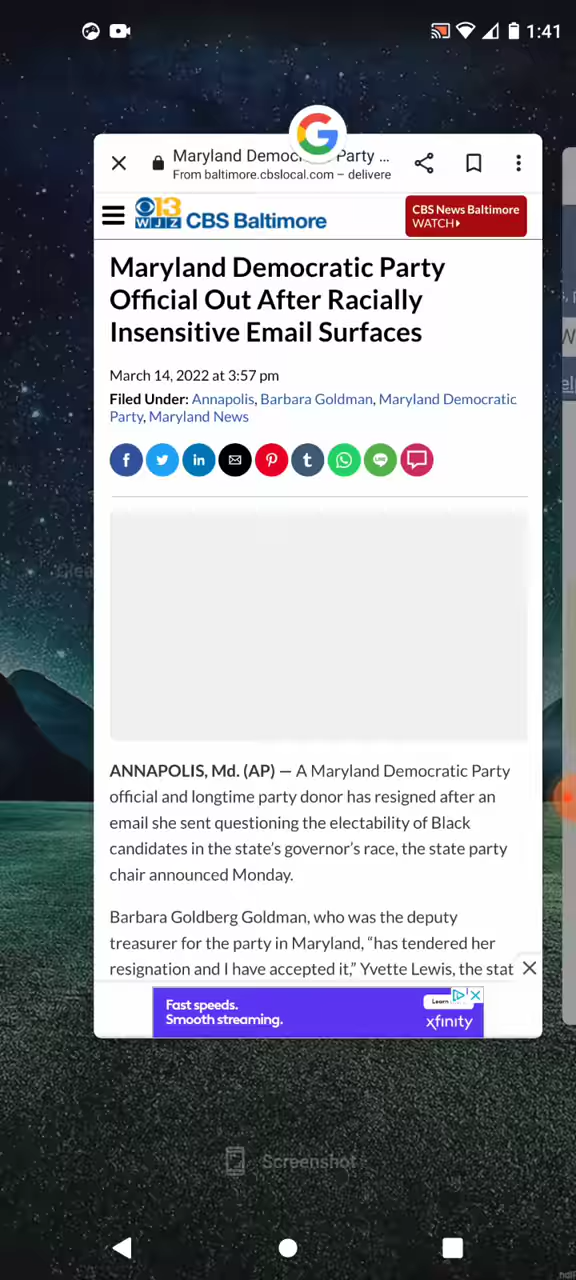 1:41
Maryland Democ Party ...
From baltimore.cbslocal.com – delivere
13
WJZ CBS Baltimore
CBS News Baltimore
WATCH
Maryland Democratic Party
Official Out After Racially
Insensitive Email Surfaces
March 14, 2022 at 3:57 pm
Filed Under: Annapolis, Barbara Goldman, Maryland Democratic
Party, Maryland News
ANNAPOLIS, Md. (AP) — A Maryland Democratic Party
official and longtime party donor has resigned after an
email she sent questioning the electability of Black
candidates in the state's governor's race, the state party
chair announced Monday.
Barbara Goldberg Goldman, who was the deputy
treasurer for the party in Maryland, “has tendered her
resignation and I have accepted it,” Yvette Lewis, the stat
Fast speeds.
Smooth streaming.
Learn
xfinity
Screenshot